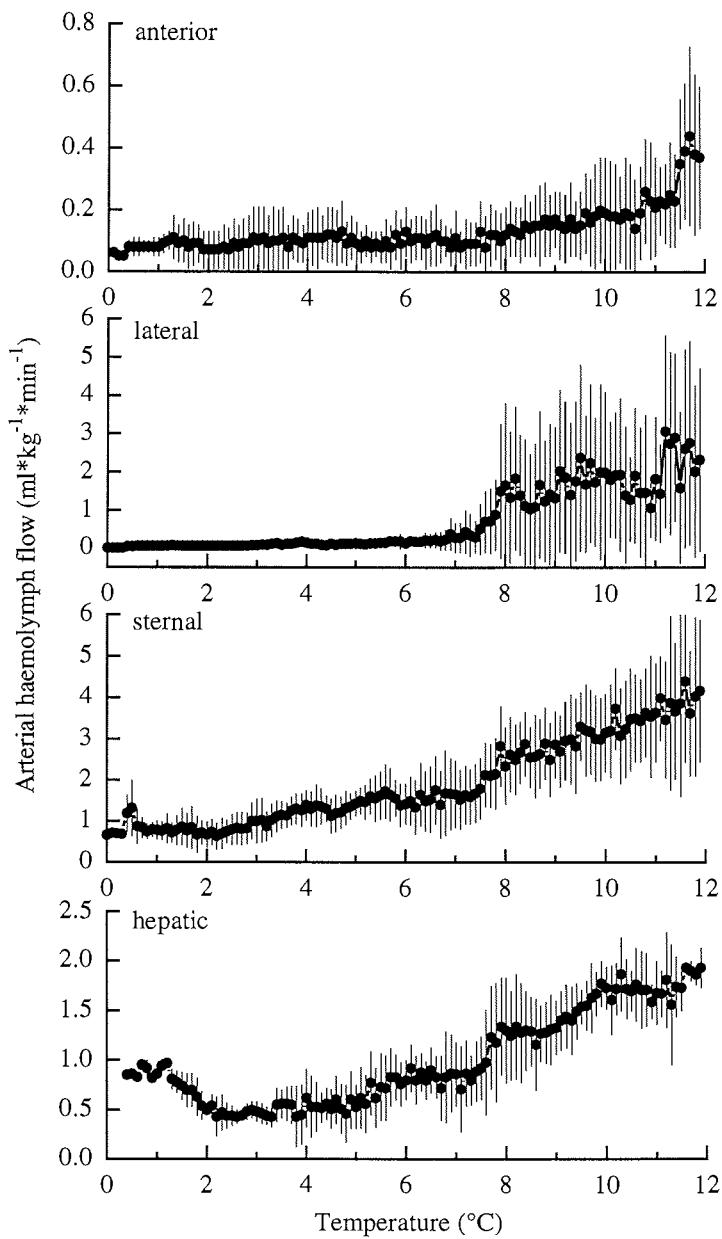 anterior
0.8
0.6
0.4
0.2
0.0
0 2 4 6 8 10 12
lateral
6
5
4
3
2
1
0
0 2 4 6 8 10 12
sternal
6
5
4
3
2
1
0
0 2 4 6 8 10 12
hepatic
2.5
2.0
1.5
1.0
0.5
0.0
0 2 4 6 8 10 12
Temperature (°C)
Arterial haemolymph flow (ml*kg-1*min-1)